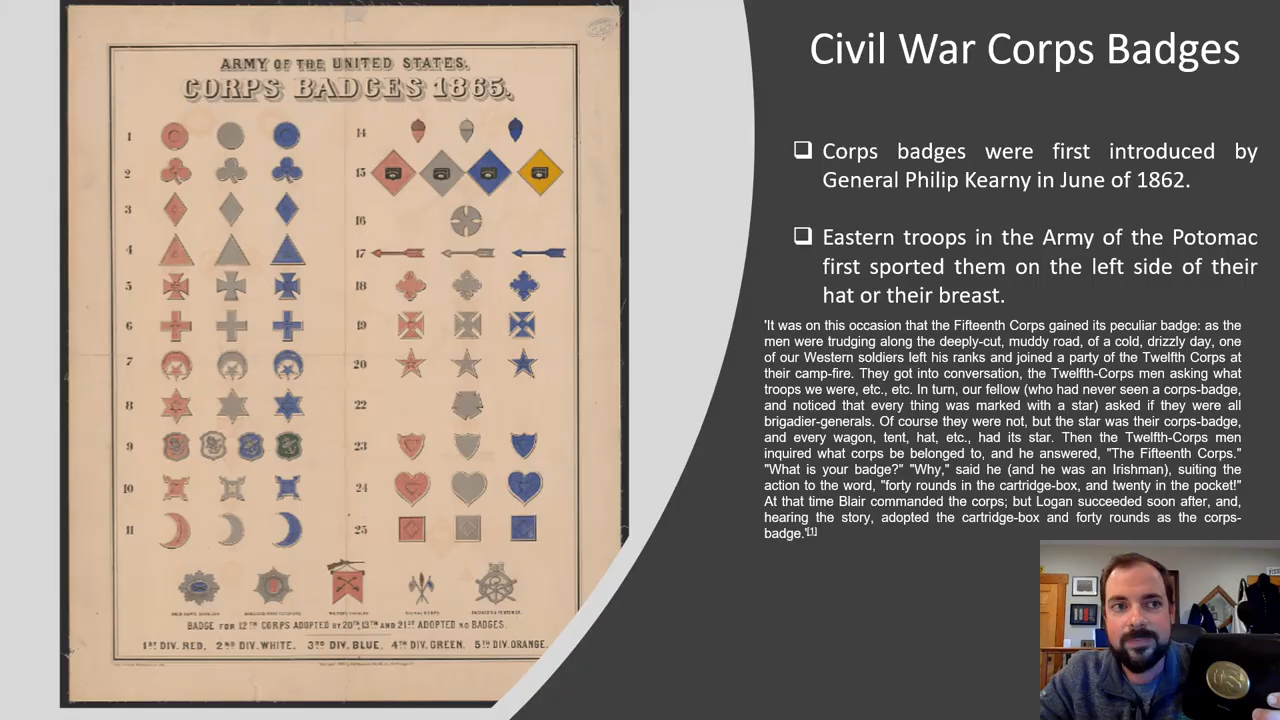 ARMY OF THE UNITED STATES.
CORPS BADGES 1865.
1
2
3
4
5
6
7
8
9
10
11
14
15
16
17
18
19
20
22
23
24
25
SIGNAL CORPS
BADGE FOR 12TH CORPS ADOPTED BY 20TH 13TH AND 21ST ADOPTED NO BADGES.
1ST DIV. RED. 2ND DIV. WHITE. 3RD DIV. BLUE. 4TH DIV. GREEN. 5TH DIV. ORANGE.
Civil War Corps Badges
❑ Corps badges were first introduced by
General Philip Kearny in June of 1862.
❑ Eastern troops in the Army of the Potomac
first sported them on the left side of their
hat or their breast.
'It was on this occasion that the Fifteenth Corps gained its peculiar badge: as the
men were trudging along the deeply-cut, muddy road, of a cold, drizzly day, one
of our Western soldiers left his ranks and joined a party of the Twelfth Corps at
their camp-fire. They got into conversation, the Twelfth-Corps men asking what
troops we were, etc., etc. In turn, our fellow (who had never seen a corps-badge,
and noticed that every thing was marked with a star) asked if they were all
brigadier-generals. Of course they were not, but the star was their corps-badge,
and every wagon, tent, hat, etc., had its star. Then the Twelfth-Corps men
inquired what corps be belonged to, and he answered, "The Fifteenth Corps."
"What is your badge?" "Why," said he (and he was an Irishman), suiting the
action to the word, "forty rounds in the cartridge-box, and twenty in the pocket!"
At that time Blair commanded the corps; but Logan succeeded soon after, and,
hearing the story, adopted the cartridge-box and forty rounds as the corps-
badge.'[1]
US